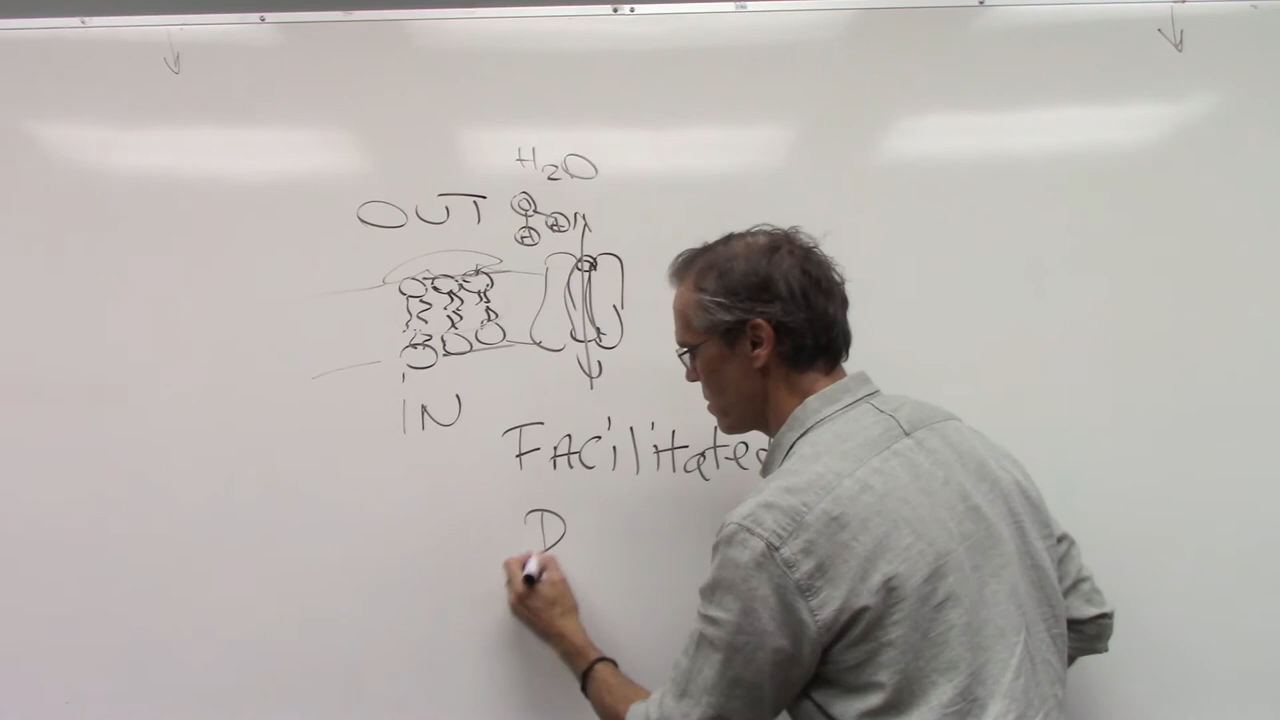 H₂O
OUT
O
H
H
IN
FACilitated
D